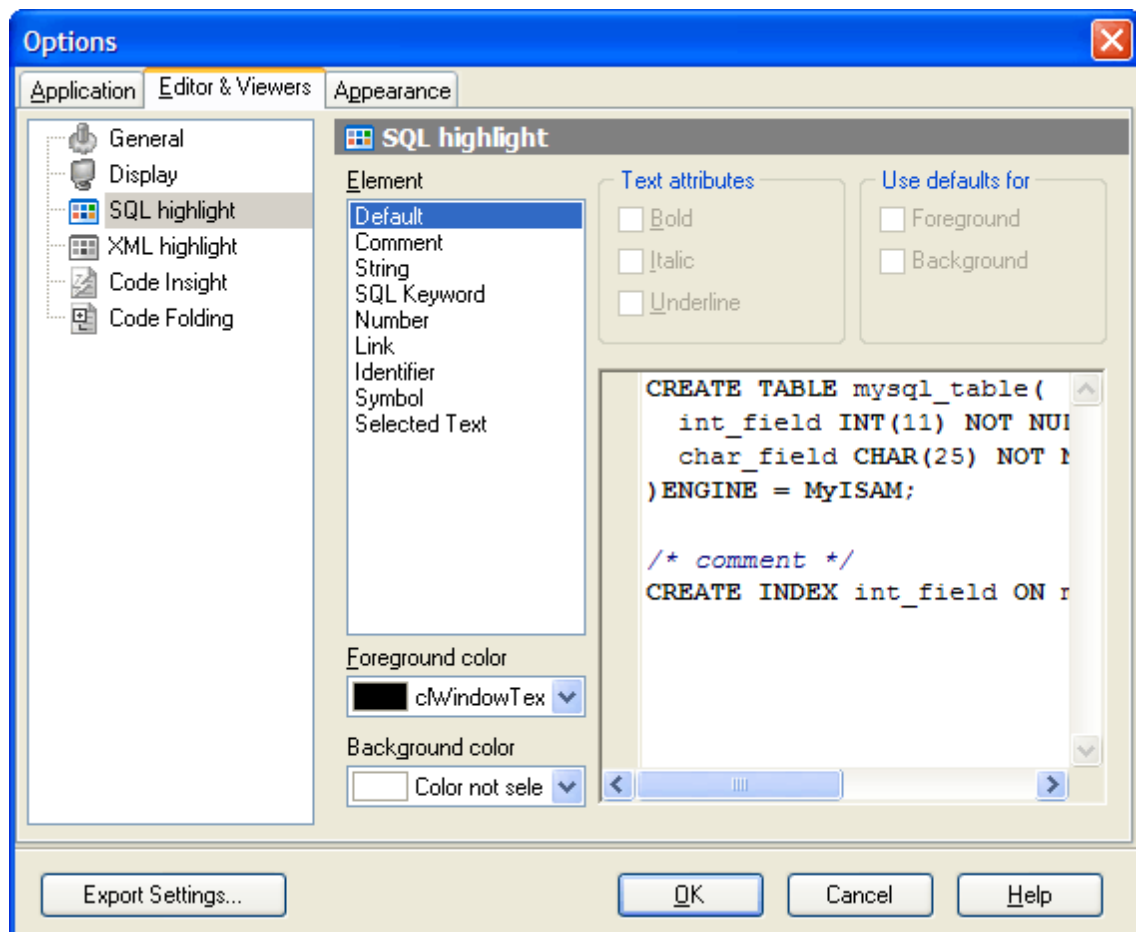 Options
Application
Editor & Viewers
Appearance
General
Display
SQL highlight
XML highlight
Code Insight
Code Folding
SQL highlight
Element
Default
Comment
String
SQL Keyword
Number
Link
Identifier
Symbol
Selected Text
Foreground color
clWindowTex
Background color
Color not sele
Text attributes
Bold
Italic
Underline
Use defaults for
Foreground
Background
CREATE TABLE mysql_table(
int_field INT(11) NOT NUL
char_field CHAR(25) NOT N
)ENGINE = MyISAM;
/* comment */
CREATE INDEX int_field ON
Export Settings...
OK
Cancel
Help